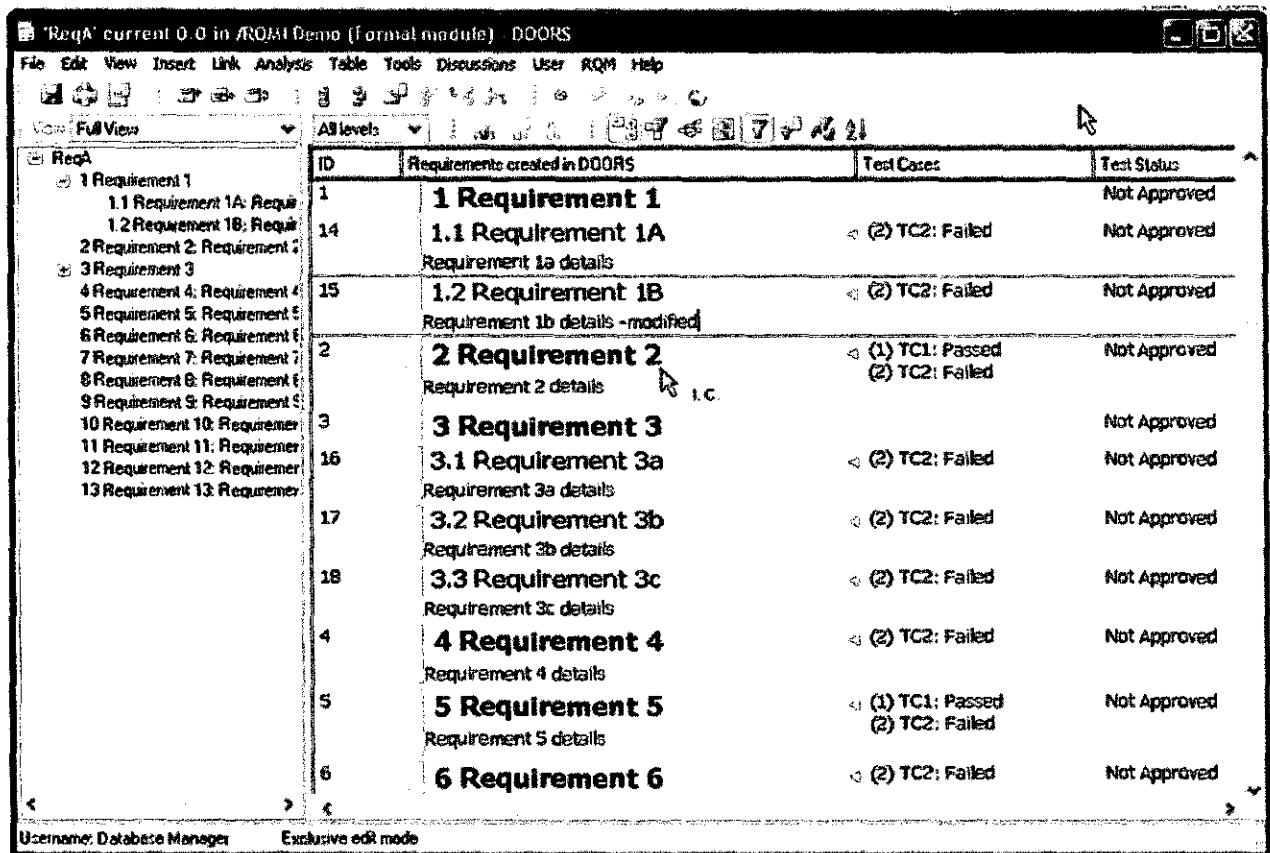 'ReqA' current 0.0 in /RQMI Demo (Formal module) - DOORS
File Edit View Insert Link Analysis Table Tools Discussions User RQM Help
View Full View All levels
ReqA
1 Requirement 1
1.1 Requirement 1A: Requir
1.2 Requirement 1B: Requir
2 Requirement 2: Requirement 2
3 Requirement 3
4 Requirement 4: Requirement 4
5 Requirement 5: Requirement 5
6 Requirement 6: Requirement 6
7 Requirement 7: Requirement 7
8 Requirement 8: Requirement 8
9 Requirement 9: Requirement 9
10 Requirement 10: Requiremer
11 Requirement 11: Requiremer
12 Requirement 12: Requiremer
13 Requirement 13: Requiremer
ID Requirements created in DOORS Test Cases Test Status
1 1 Requirement 1 Not Approved
14 1.1 Requirement 1A (2) TC2: Failed Not Approved
Requirement 1a details
15 1.2 Requirement 1B (2) TC2: Failed Not Approved
Requirement 1b details -modified
2 2 Requirement 2 (1) TC1: Passed Not Approved
(2) TC2: Failed
Requirement 2 details I.C.
3 3 Requirement 3 Not Approved
16 3.1 Requirement 3a (2) TC2: Failed Not Approved
Requirement 3a details
17 3.2 Requirement 3b (2) TC2: Failed Not Approved
Requirement 3b details
18 3.3 Requirement 3c (2) TC2: Failed Not Approved
Requirement 3c details
4 4 Requirement 4 (2) TC2: Failed Not Approved
Requirement 4 details
5 5 Requirement 5 (1) TC1: Passed Not Approved
(2) TC2: Failed
Requirement 5 details
6 6 Requirement 6 (2) TC2: Failed Not Approved
Username: Database Manager Exclusive edit mode